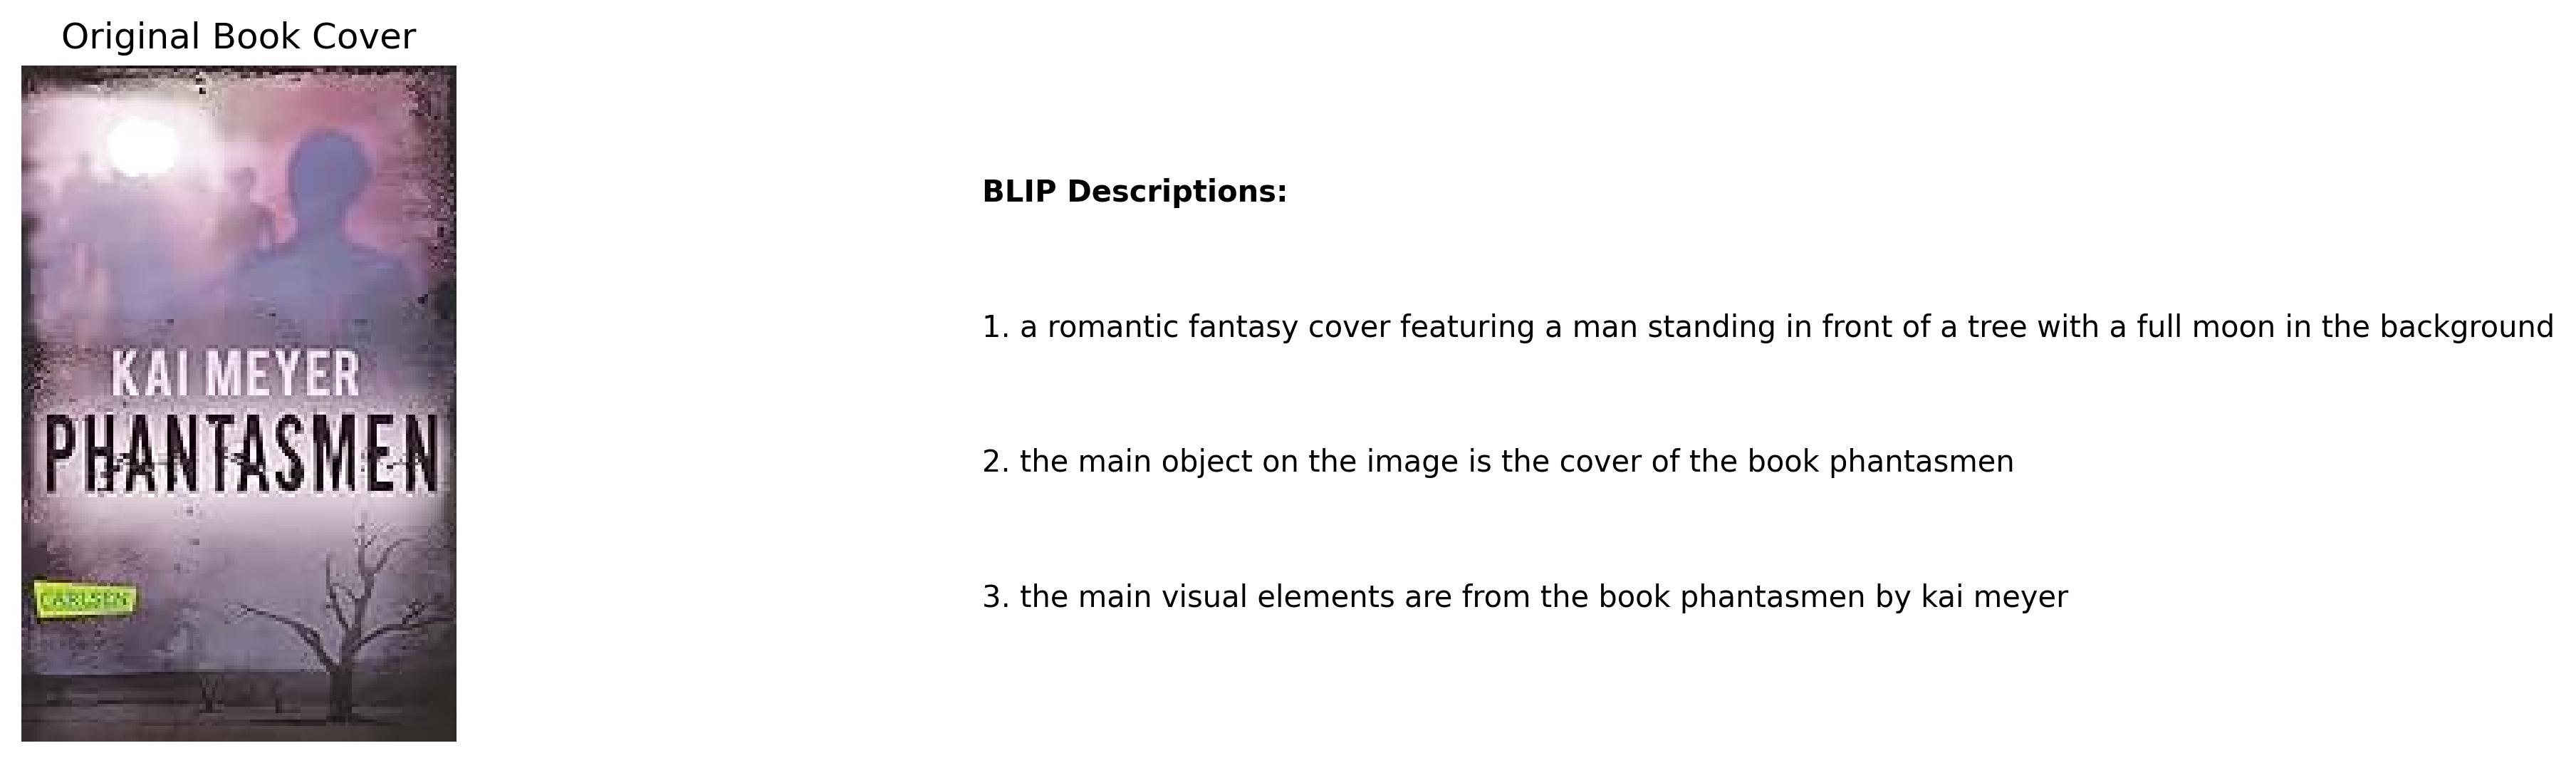 Original Book Cover
KAI MEYER
PHANTASMEN
CARLSEN
BLIP Descriptions:
1. a romantic fantasy cover featuring a man standing in front of a tree with a full moon in the background
2. the main object on the image is the cover of the book phantasmen
3. the main visual elements are from the book phantasmen by kai meyer